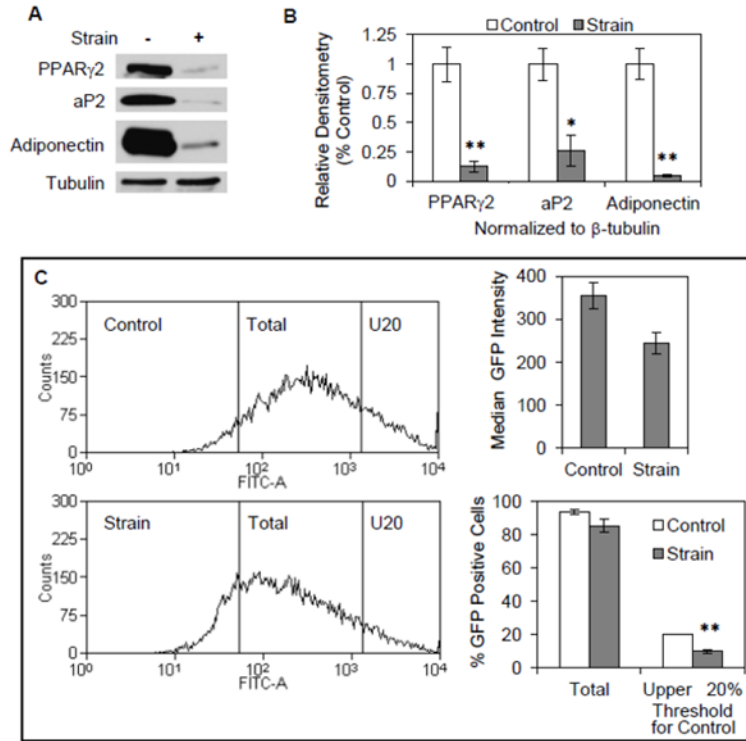 A
Strain - +
PPARγ2
aP2
Adiponectin
Tubulin
B
Control Strain
Relative Densitometry
(% Control)
1.25
1
0.75
0.5
0.25
0
**
*
**
PPARγ2 aP2 Adiponectin
Normalized to β-tubulin
C
Counts
300
225
150
75
0
Control Total U20
10⁰ 10¹ 10² 10³ 10⁴
FITC-A
Median GFP Intensity
400
300
200
100
0
Control Strain
Counts
300
225
150
75
0
Strain Total U20
10⁰ 10¹ 10² 10³ 10⁴
FITC-A
% GFP Positive Cells
100
80
60
40
20
0
Control
Strain
**
Total Upper 20%
Threshold
for Control